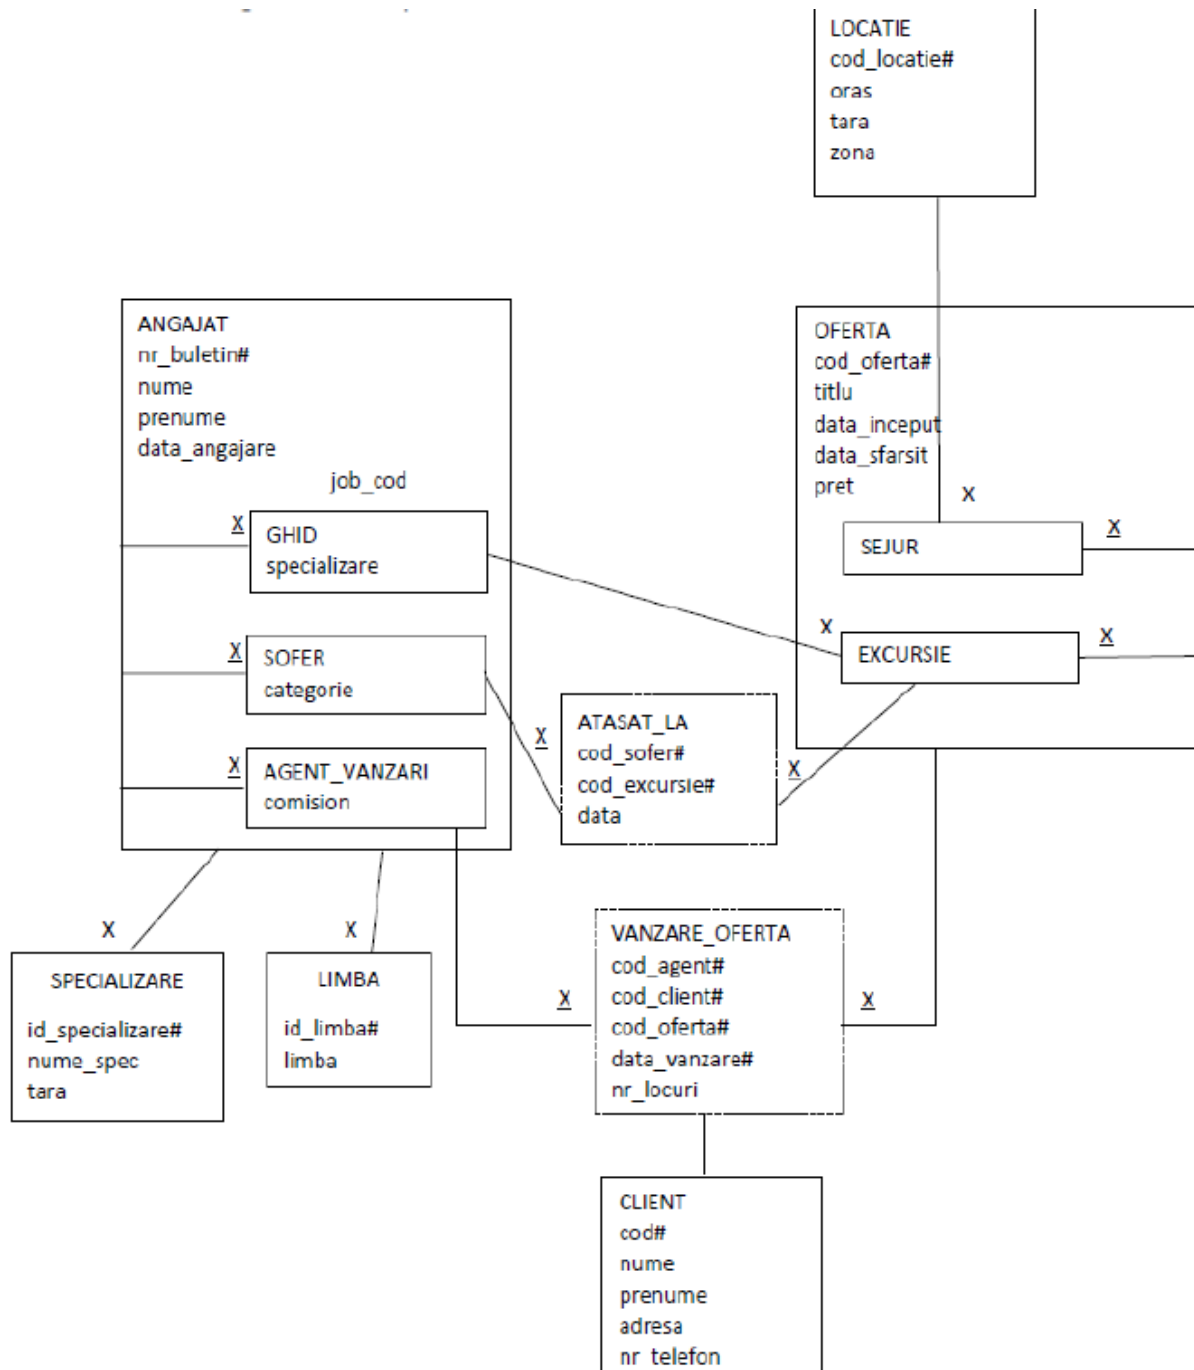 LOCATIE
cod_locatie#
oras
tara
zona
ANGAJAT
nr_buletin#
nume
prenume
data_angajare
job_cod
X
GHID
specializare
X
SOFER
categorie
X
AGENT_VANZARI
comision
OFERTA
cod_oferta#
titlu
data_inceput
data_sfarsit
pret
X
SEJUR
X
X
EXCURSIE
X
X
ATASAT_LA
cod_sofer#
cod_excursie#
data
X
X
SPECIALIZARE
id_specializare#
nume_spec
tara
X
LIMBA
id_limba#
limba
X
VANZARE_OFERTA
cod_agent#
cod_client#
cod_oferta#
data_vanzare#
nr_locuri
X
CLIENT
cod#
nume
prenume
adresa
nr_telefon